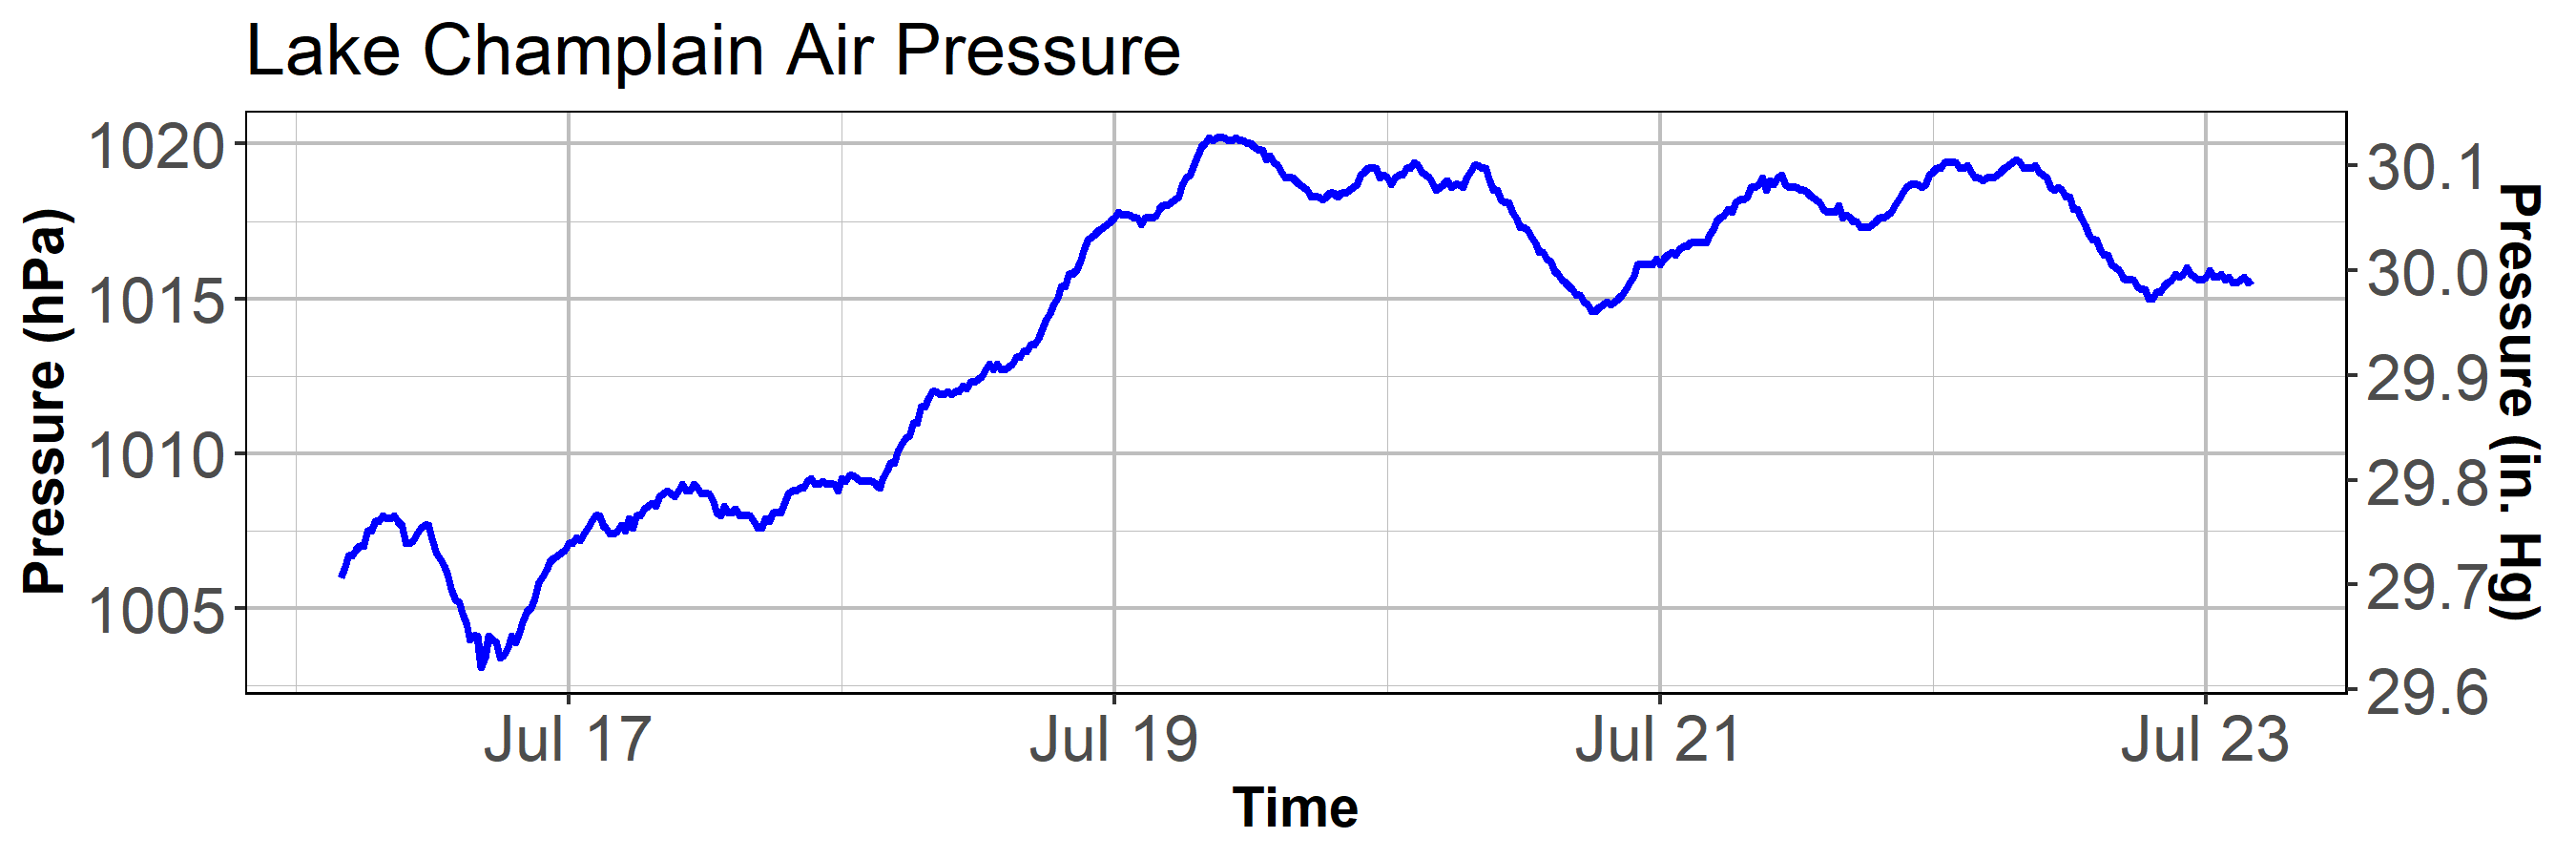 Lake Champlain Air Pressure
Pressure (hPa)
1020
1015
1010
1005
30.1
30.0
29.9
29.8
29.7
29.6
Pressure (in. Hg)
Jul 17
Jul 19
Jul 21
Jul 23
Time